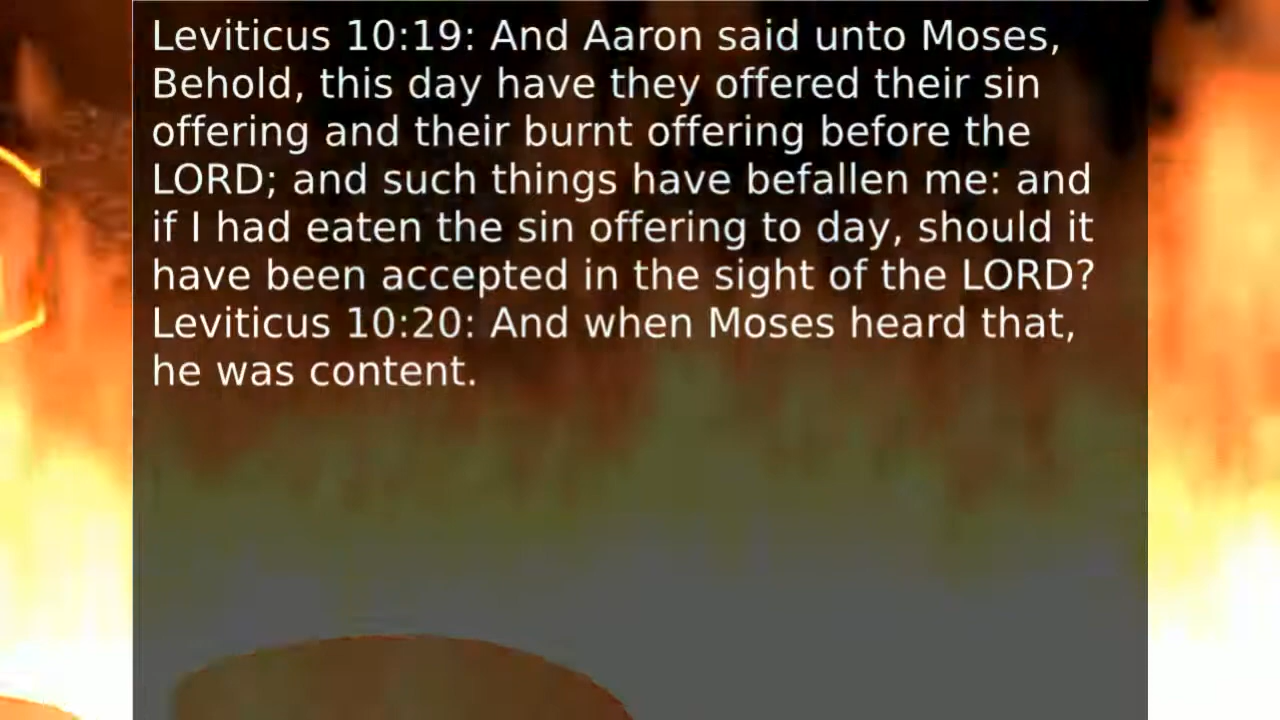 Leviticus 10:19: And Aaron said unto Moses,
Behold, this day have they offered their sin
offering and their burnt offering before the
LORD; and such things have befallen me: and
if I had eaten the sin offering to day, should it
have been accepted in the sight of the LORD?
Leviticus 10:20: And when Moses heard that,
he was content.